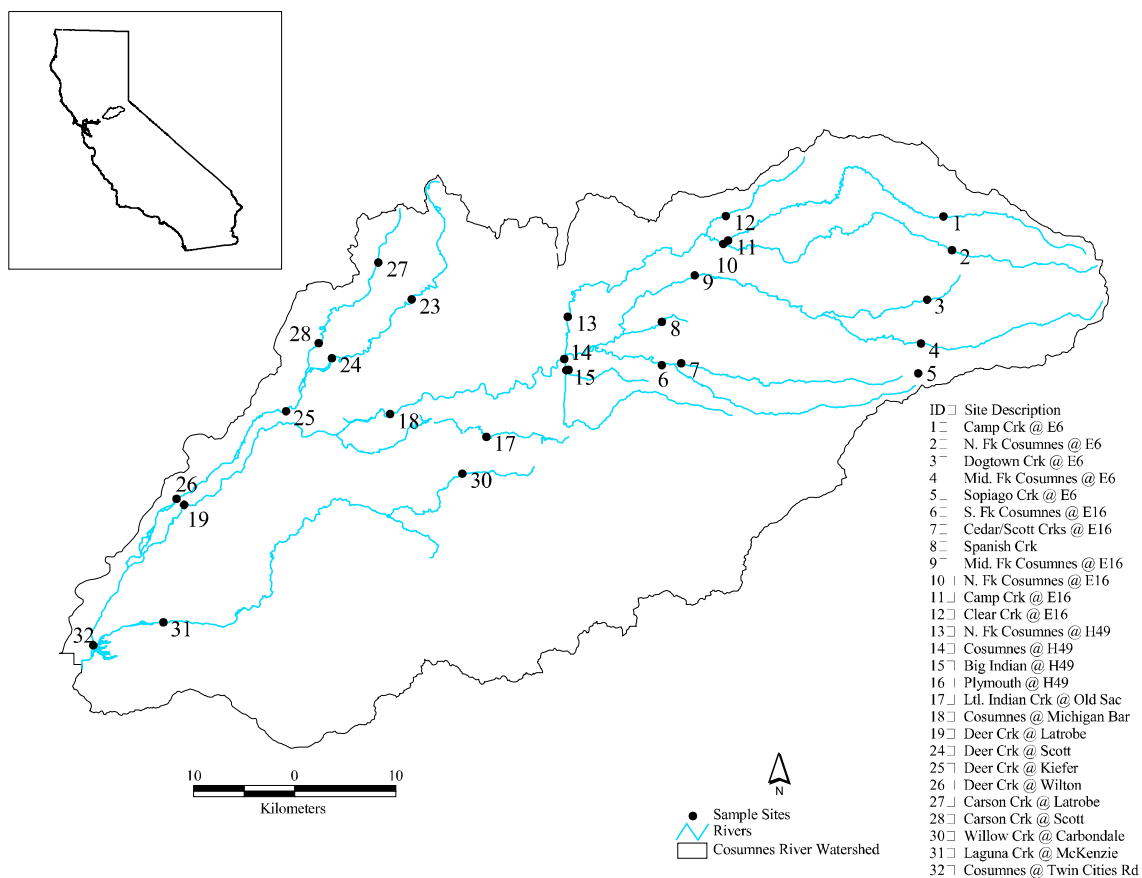 12
1
11
2
10
27
9
3
23
13
8
28
14
4
24
6
7
5
15
25
18
17
30
26
19
31
32
ID Site Description
1 Camp Crk @ E6
2 N. Fk Cosumnes @ E6
3 Dogtown Crk @ E6
4 Mid. Fk Cosumnes @ E6
5 Sopiago Crk @ E6
6 S. Fk Cosumnes @ E16
7 Cedar/Scott Crks @ E16
8 Spanish Crk
9 Mid. Fk Cosumnes @ E16
10 N. Fk Cosumnes @ E16
11 Camp Crk @ E16
12 Clear Crk @ E16
13 N. Fk Cosumnes @ H49
14 Cosumnes @ H49
15 Big Indian @ H49
16 Plymouth @ H49
17 Ltl. Indian Crk @ Old Sac
18 Cosumnes @ Michigan Bar
19 Deer Crk @ Latrobe
24 Deer Crk @ Scott
25 Deer Crk @ Kiefer
26 Deer Crk @ Wilton
27 Carson Crk @ Latrobe
28 Carson Crk @ Scott
30 Willow Crk @ Carbondale
31 Laguna Crk @ McKenzie
32 Cosumnes @ Twin Cities Rd
10 0 10
Kilometers
N
Sample Sites
Rivers
Cosumnes River Watershed